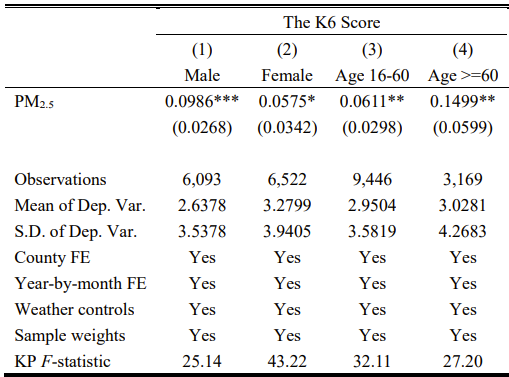 The K6 Score
(1) (2) (3) (4)
Male Female Age 16-60 Age >=60
PM2.5 0.0986*** 0.0575* 0.0611** 0.1499**
(0.0268) (0.0342) (0.0298) (0.0599)
Observations 6,093 6,522 9,446 3,169
Mean of Dep. Var. 2.6378 3.2799 2.9504 3.0281
S.D. of Dep. Var. 3.5378 3.9405 3.5819 4.2683
County FE Yes Yes Yes Yes
Year-by-month FE Yes Yes Yes Yes
Weather controls Yes Yes Yes Yes
Sample weights Yes Yes Yes Yes
KP F-statistic 25.14 43.22 32.11 27.20